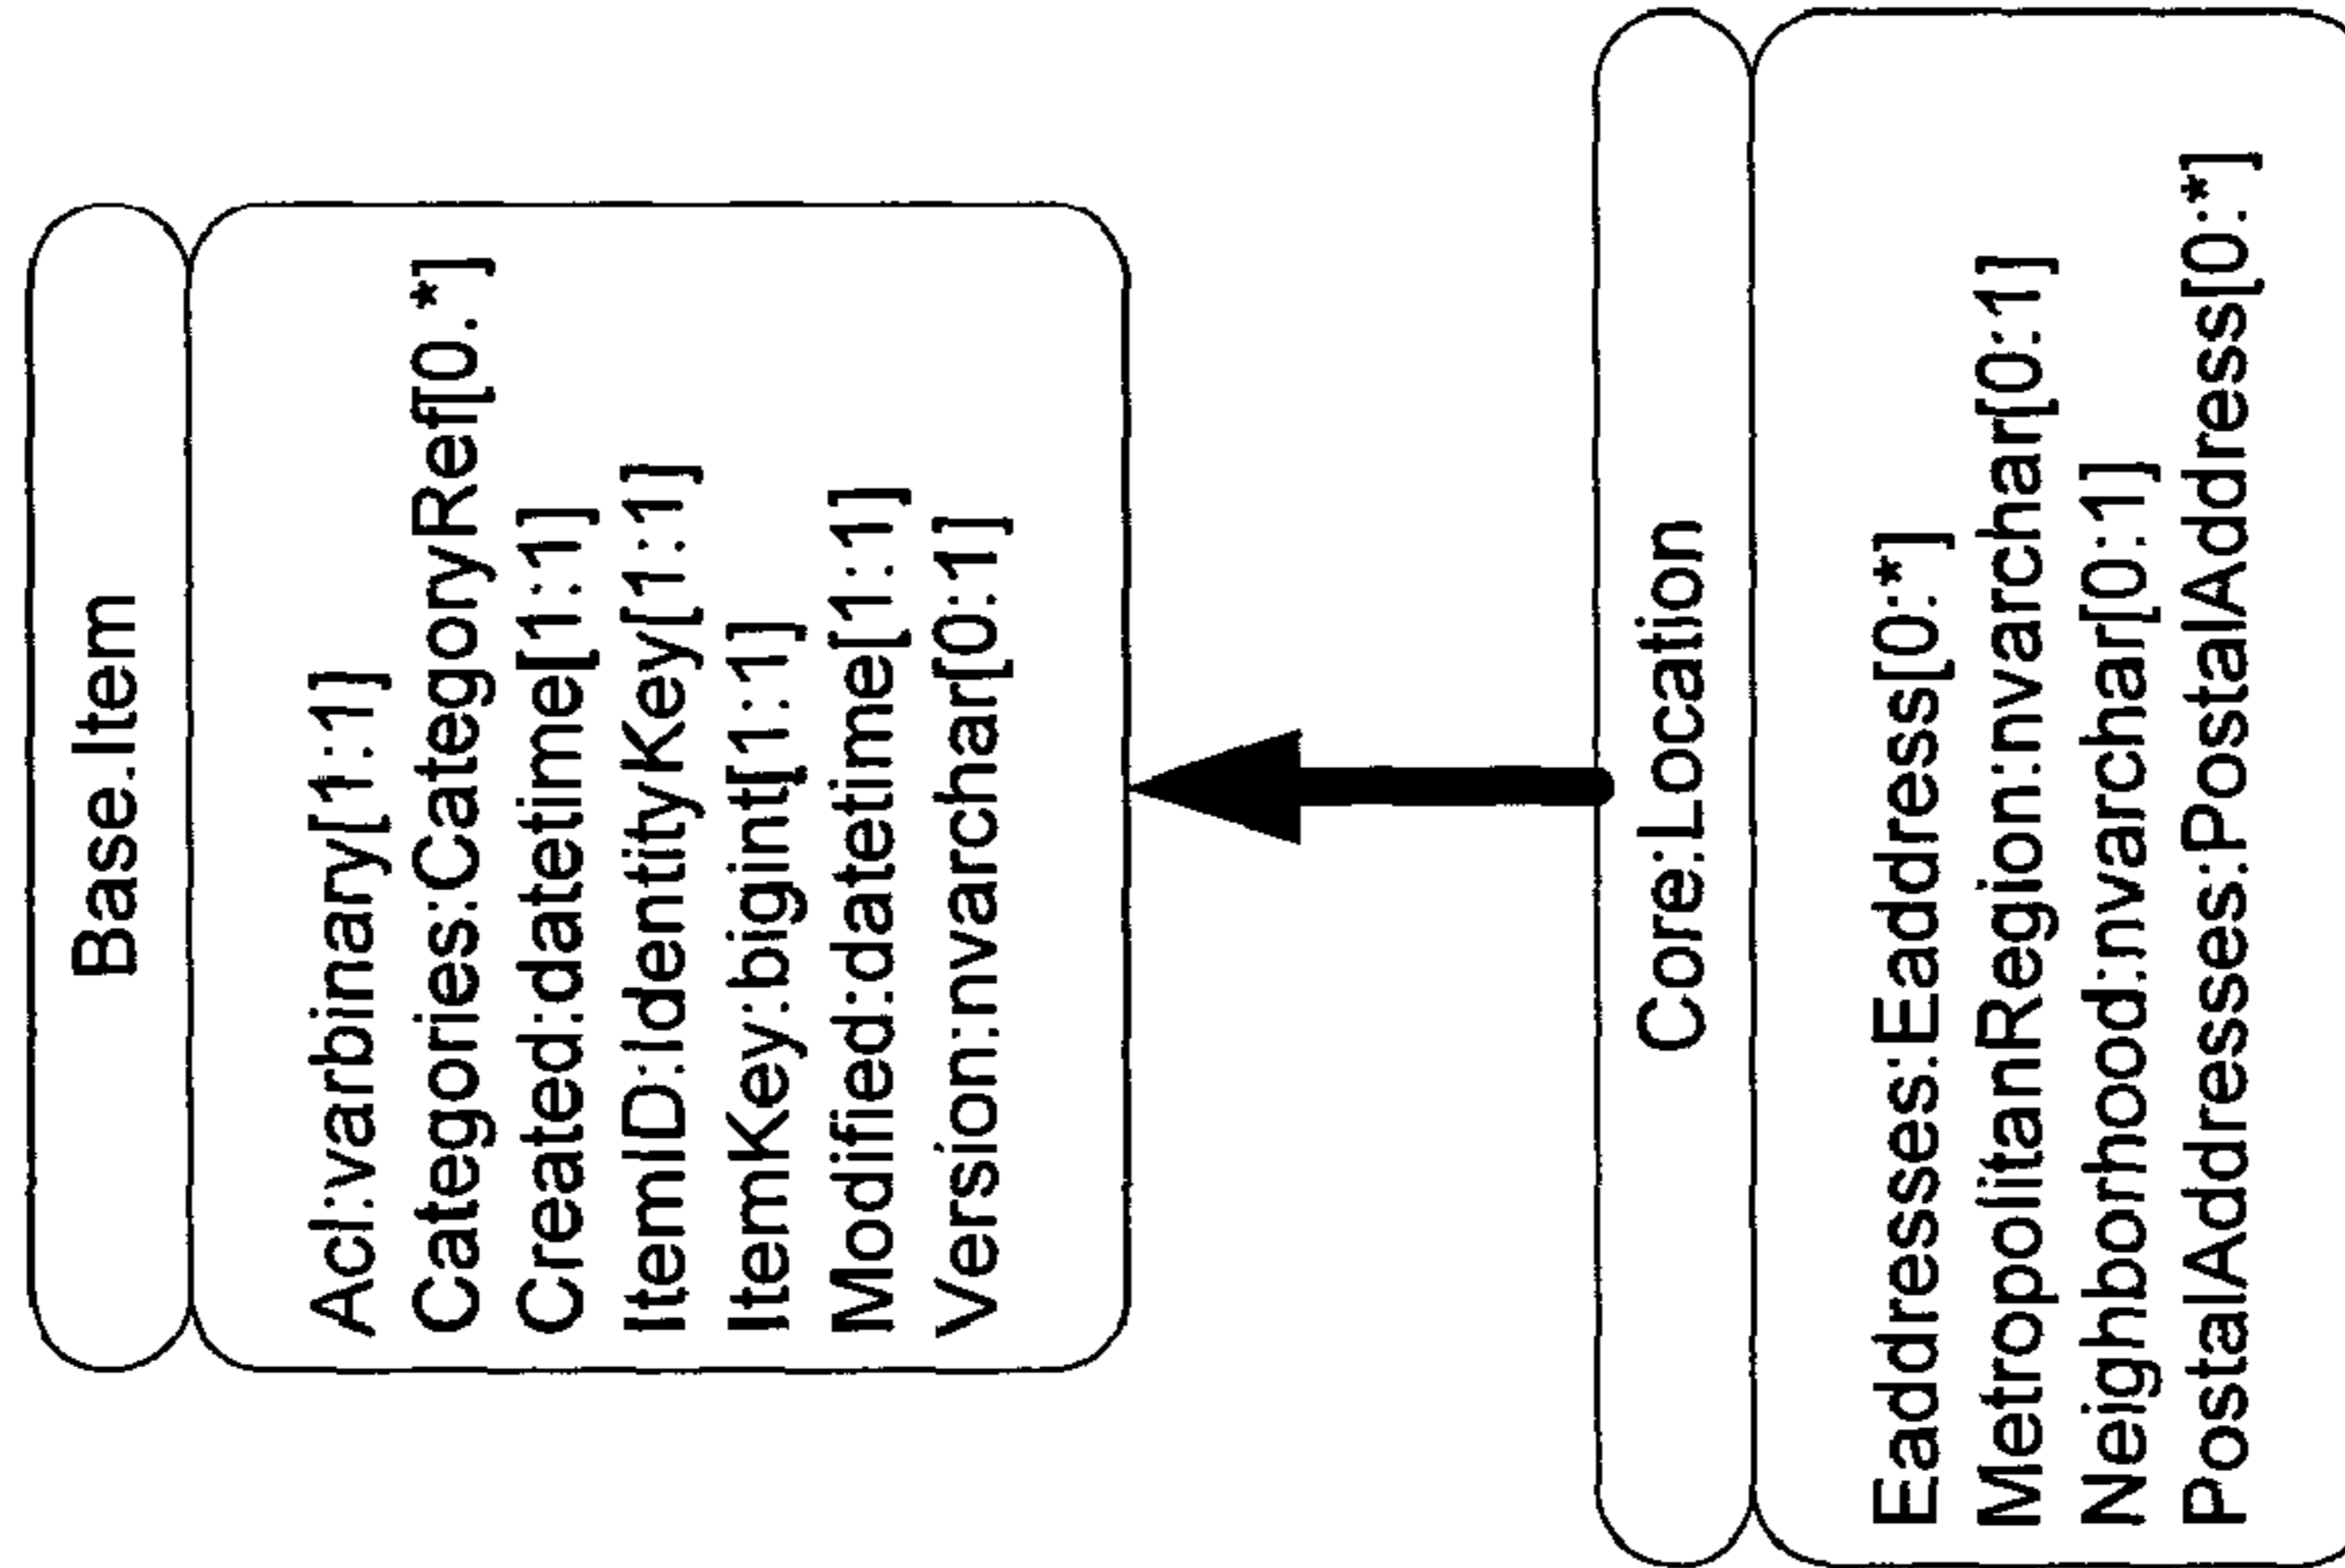 Base.Item
Acl:varbinary[1:1]
Categories:CategoryRef[0.*]
Created:datetime[1:1]
ItemID:IdentityKey[1:1]
ItemKey:bigint[1:1]
Modified:datetime[1:1]
Version:nvarchar[0:1]
Core:Location
Eaddresses:Eaddress[0:*]
MetropolitanRegion:nvarchar[0:1]
Neighborhood:nvarchar[0:1]
PostalAddresses:PostalAddress[0:*]